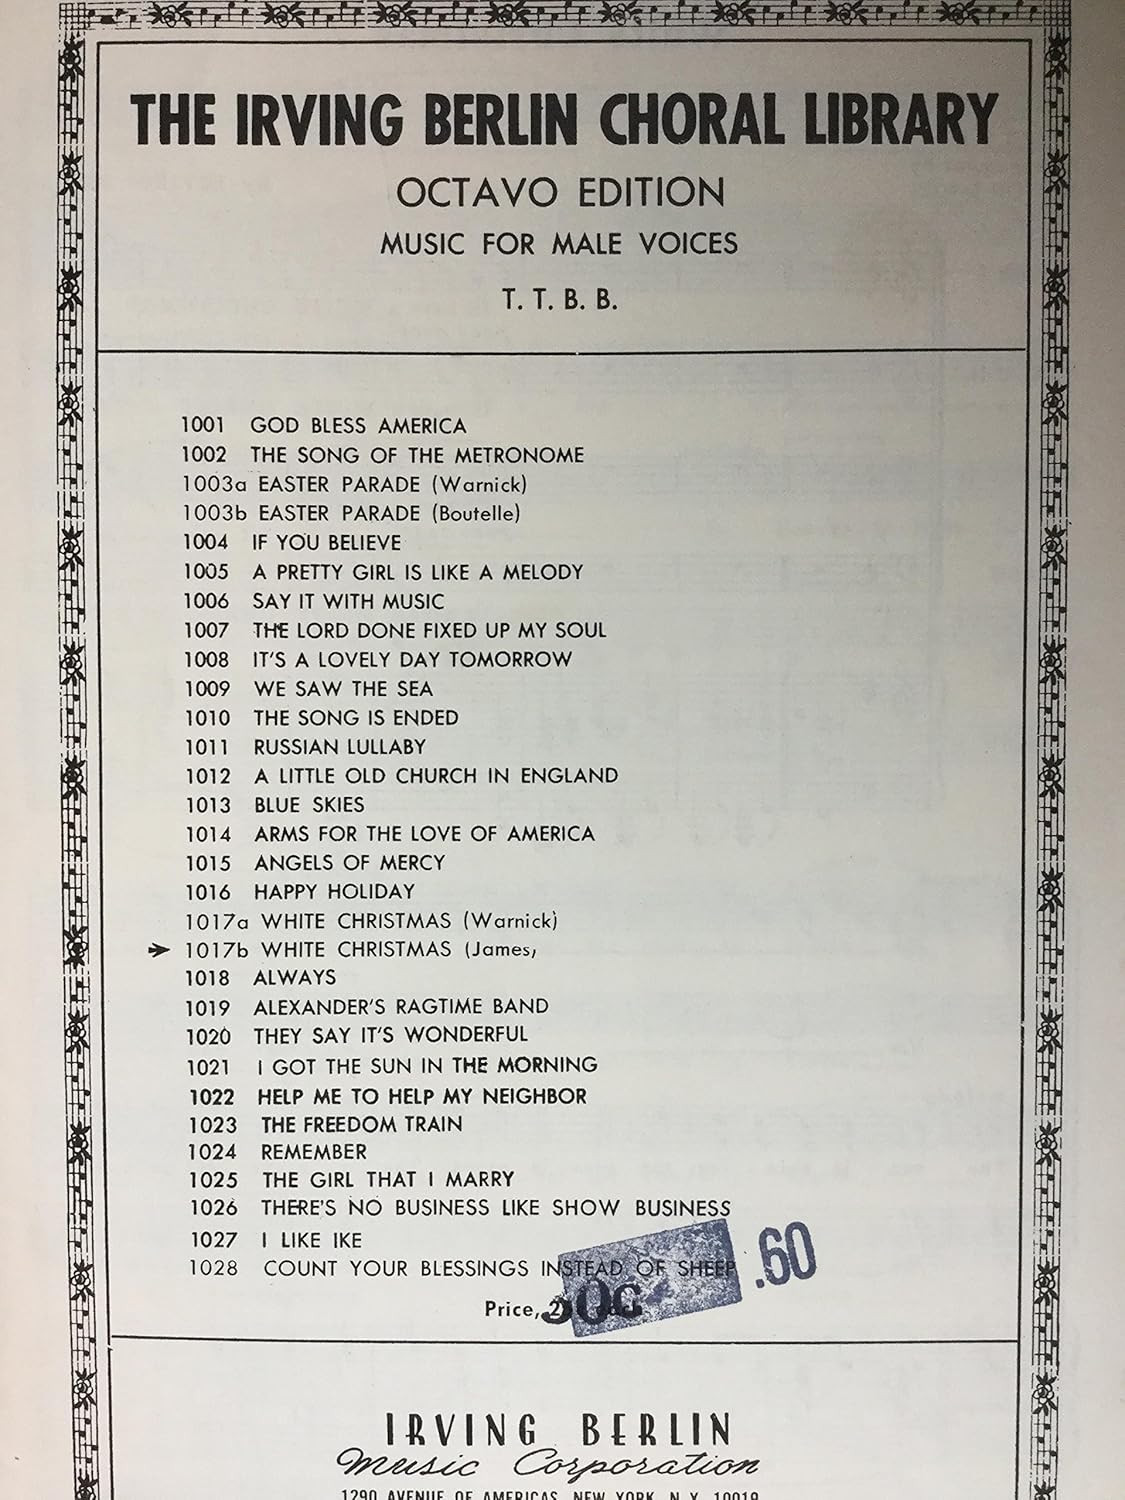 THE IRVING BERLIN CHORAL LIBRARY
OCTAVO EDITION
MUSIC FOR MALE VOICES
T. T. B. B.
1001 GOD BLESS AMERICA
1002 THE SONG OF THE METRONOME
1003a EASTER PARADE (Warnick)
1003b EASTER PARADE (Boutelle)
1004 IF YOU BELIEVE
1005 A PRETTY GIRL IS LIKE A MELODY
1006 SAY IT WITH MUSIC
1007 THE LORD DONE FIXED UP MY SOUL
1008 IT'S A LOVELY DAY TOMORROW
1009 WE SAW THE SEA
1010 THE SONG IS ENDED
1011 RUSSIAN LULLABY
1012 A LITTLE OLD CHURCH IN ENGLAND
1013 BLUE SKIES
1014 ARMS FOR THE LOVE OF AMERICA
1015 ANGELS OF MERCY
1016 HAPPY HOLIDAY
1017a WHITE CHRISTMAS (Warnick)
➔ 1017b WHITE CHRISTMAS (James,
1018 ALWAYS
1019 ALEXANDER'S RAGTIME BAND
1020 THEY SAY IT'S WONDERFUL
1021 I GOT THE SUN IN THE MORNING
1022 HELP ME TO HELP MY NEIGHBOR
1023 THE FREEDOM TRAIN
1024 REMEMBER
1025 THE GIRL THAT I MARRY
1026 THERE'S NO BUSINESS LIKE SHOW BUSINESS
1027 I LIKE IKE
1028 COUNT YOUR BLESSINGS INSTEAD OF SHEEP
.60
Price,
IRVING BERLIN
Music Corporation
1290 AVENUE OF AMERICAS, NEW YORK, N.Y. 10019